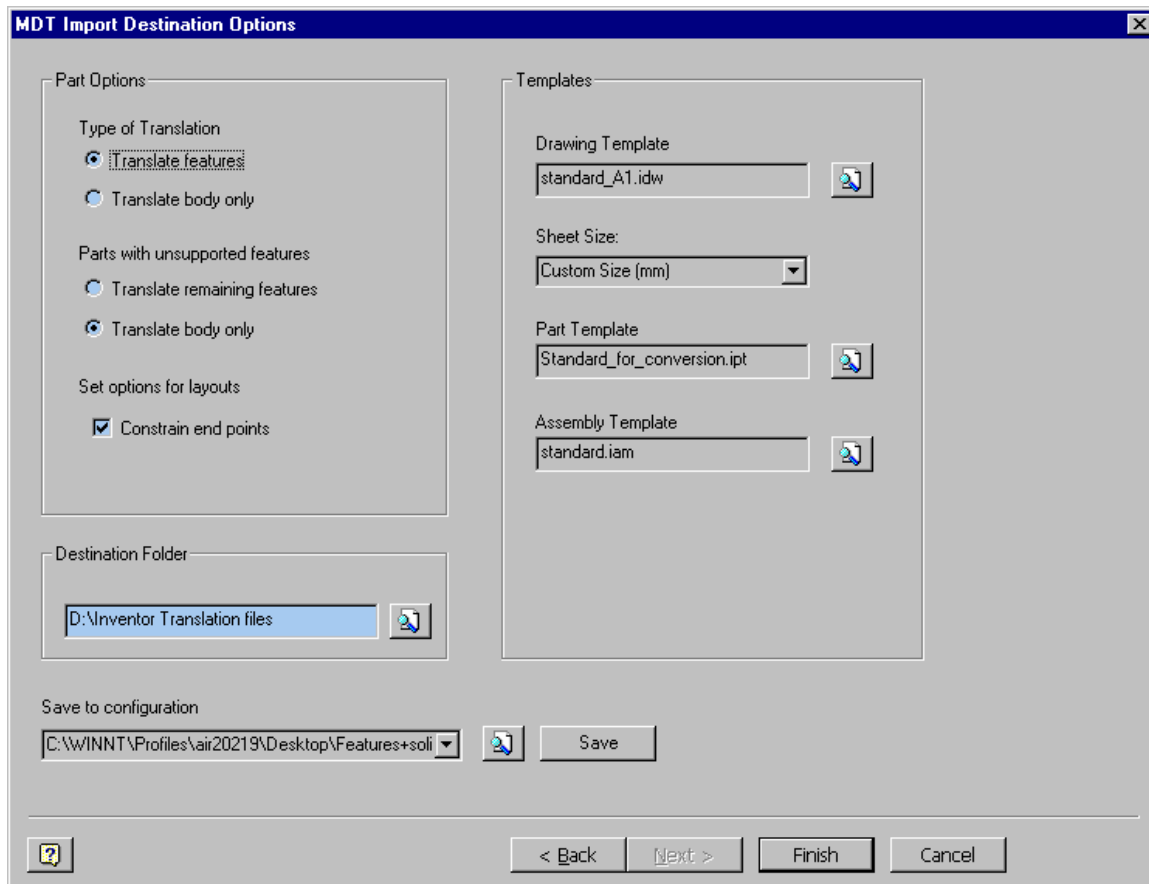 MDT Import Destination Options
Part Options
Type of Translation
Translate features
Translate body only
Parts with unsupported features
Translate remaining features
Translate body only
Set options for layouts
Constrain end points
Destination Folder
D:\Inventor Translation files
Templates
Drawing Template
standard_A1.idw
Sheet Size:
Custom Size (mm)
Part Template
Standard_for_conversion.ipt
Assembly Template
standard.iam
Save to configuration
C:\WINNT\Profiles\air20219\Desktop\Features+soli
Save
< Back
Next >
Finish
Cancel